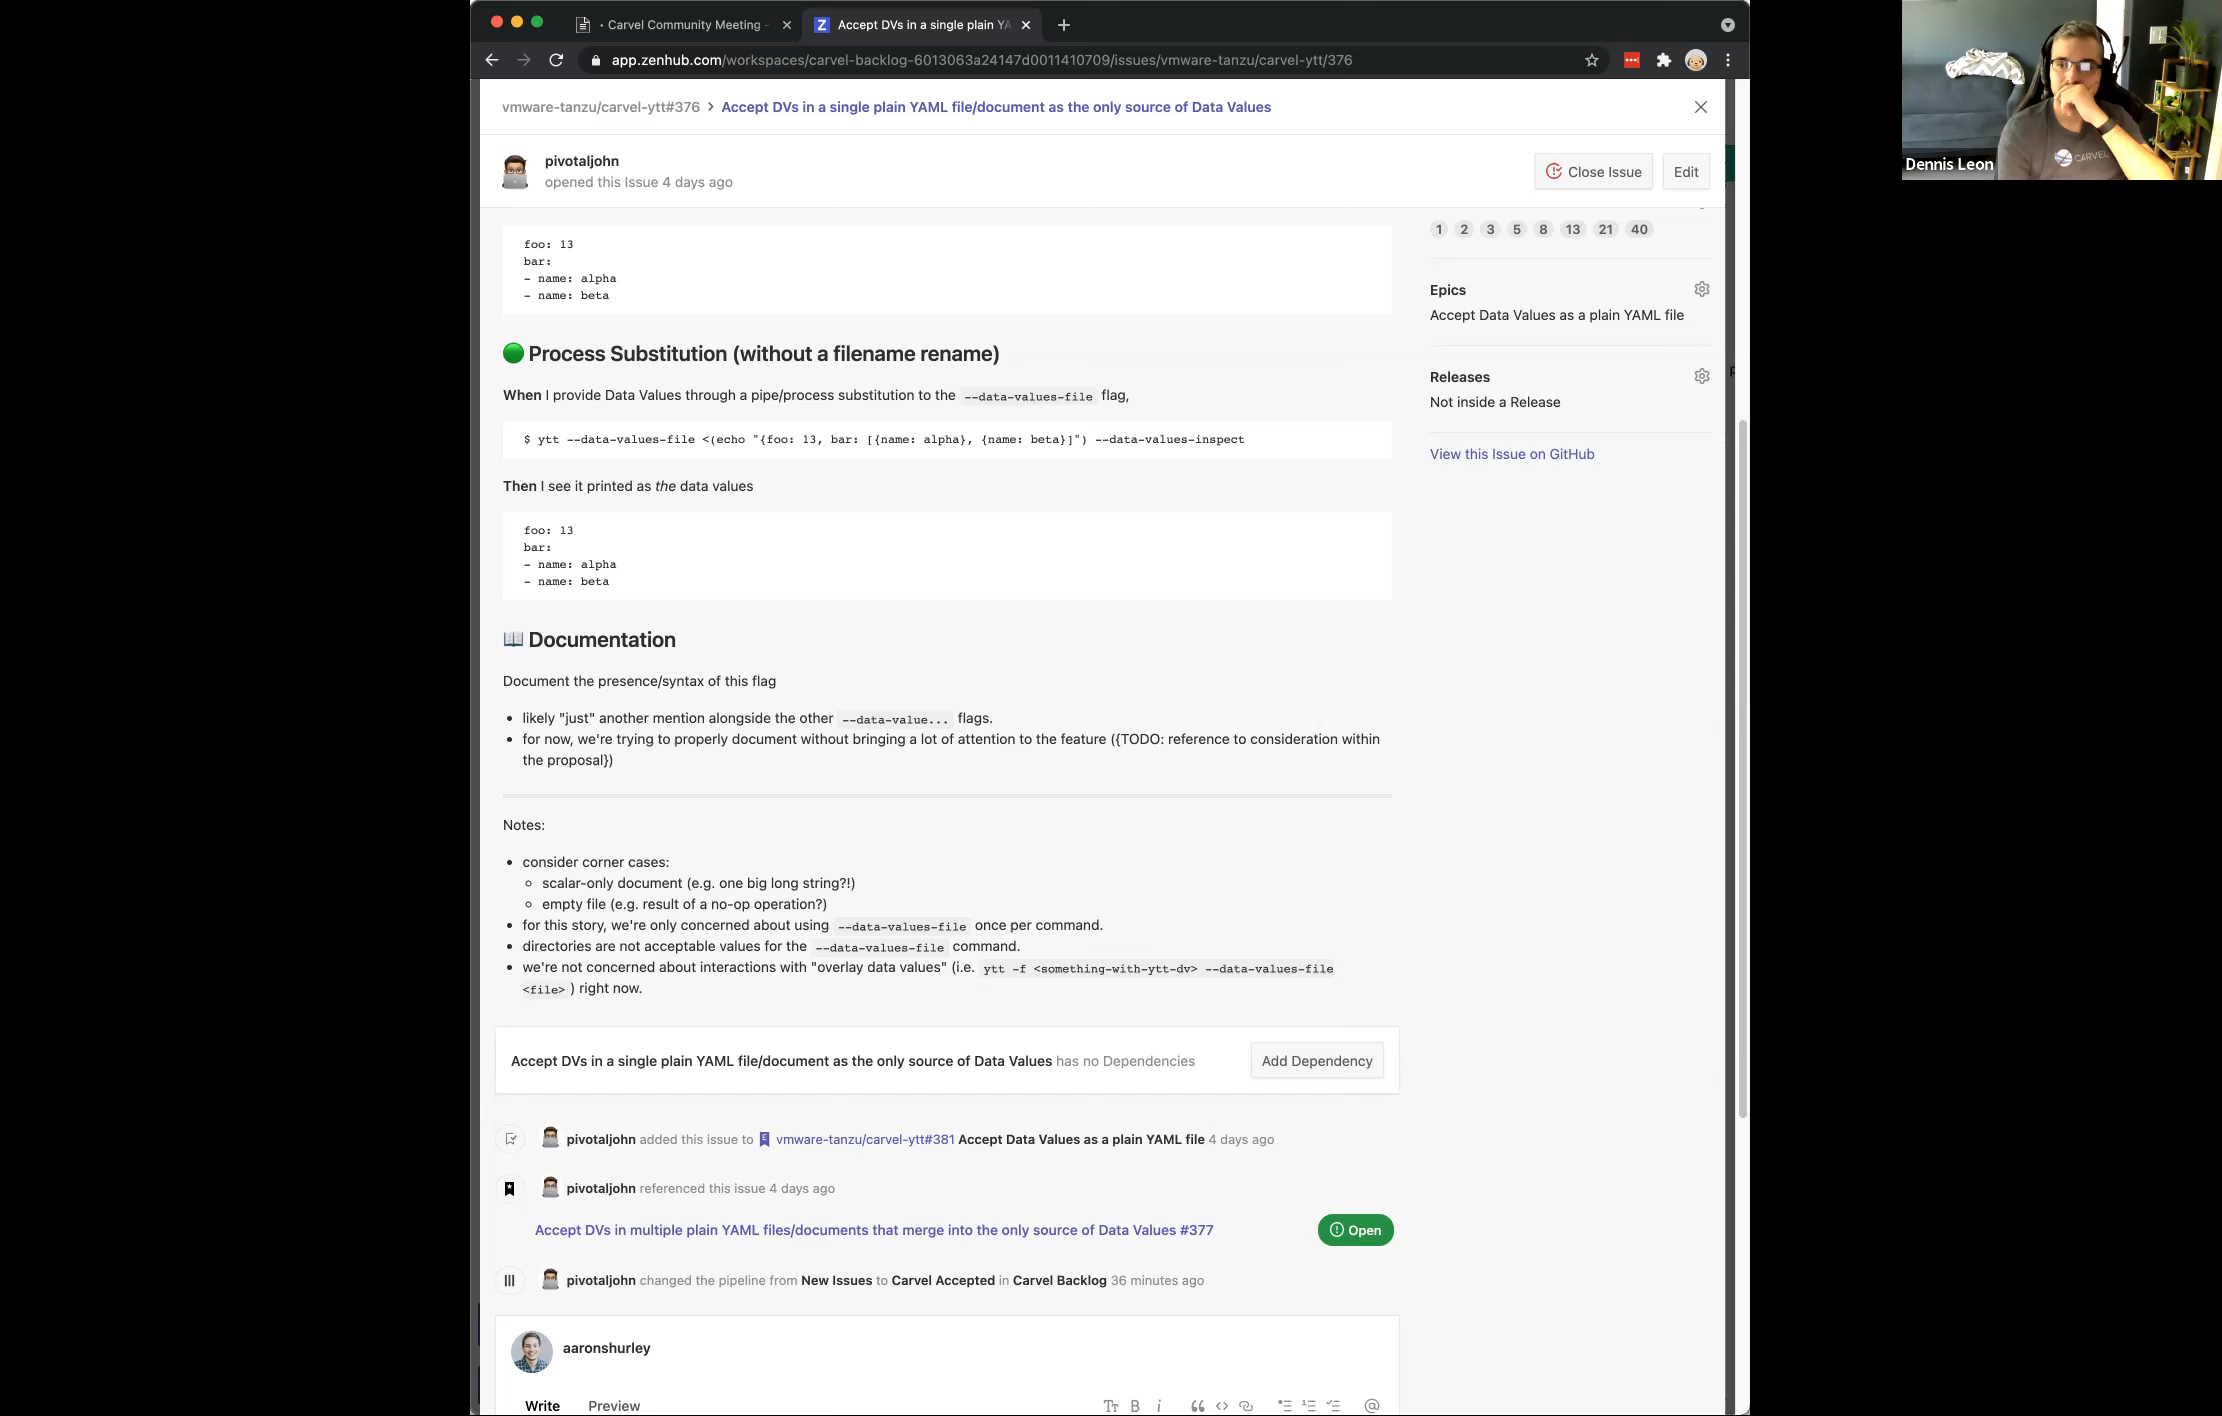 · Carvel Community Meeting -
Accept DVs in a single plain YA
app.zenhub.com/workspaces/carvel-backlog-6013063a24147d0011410709/issues/vmware-tanzu/carvel-ytt/376
vmware-tanzu/carvel-ytt#376 > Accept DVs in a single plain YAML file/document as the only source of Data Values
pivotaljohn
opened this Issue 4 days ago
Close Issue
Edit
foo: 13
bar:
- name: alpha
- name: beta
Process Substitution (without a filename rename)
When I provide Data Values through a pipe/process substitution to the --data-values-file flag,
$ ytt --data-values-file <(echo "{foo: 13, bar: [{name: alpha}, {name: beta}]") --data-values-inspect
Then I see it printed as the data values
foo: 13
bar:
- name: alpha
- name: beta
Documentation
Document the presence/syntax of this flag
• likely "just" another mention alongside the other --data-value... flags.
• for now, we're trying to properly document without bringing a lot of attention to the feature ({TODO: reference to consideration within
the proposal})
Notes:
• consider corner cases:
◦ scalar-only document (e.g. one big long string?!)
◦ empty file (e.g. result of a no-op operation?)
• for this story, we're only concerned about using --data-values-file once per command.
• directories are not acceptable values for the --data-values-file command.
• we're not concerned about interactions with "overlay data values" (i.e. ytt -f <something-with-ytt-dv> --data-values-file
<file> ) right now.
Accept DVs in a single plain YAML file/document as the only source of Data Values has no Dependencies
Add Dependency
pivotaljohn added this issue to vmware-tanzu/carvel-ytt#381 Accept Data Values as a plain YAML file 4 days ago
pivotaljohn referenced this issue 4 days ago
Accept DVs in multiple plain YAML files/documents that merge into the only source of Data Values #377
Open
pivotaljohn changed the pipeline from New Issues to Carvel Accepted in Carvel Backlog 36 minutes ago
aaronshurley
Write
Preview
1 2 3 5 8 13 21 40
Epics
Accept Data Values as a plain YAML file
Releases
Not inside a Release
View this Issue on GitHub
CARVEL
Dennis Leon